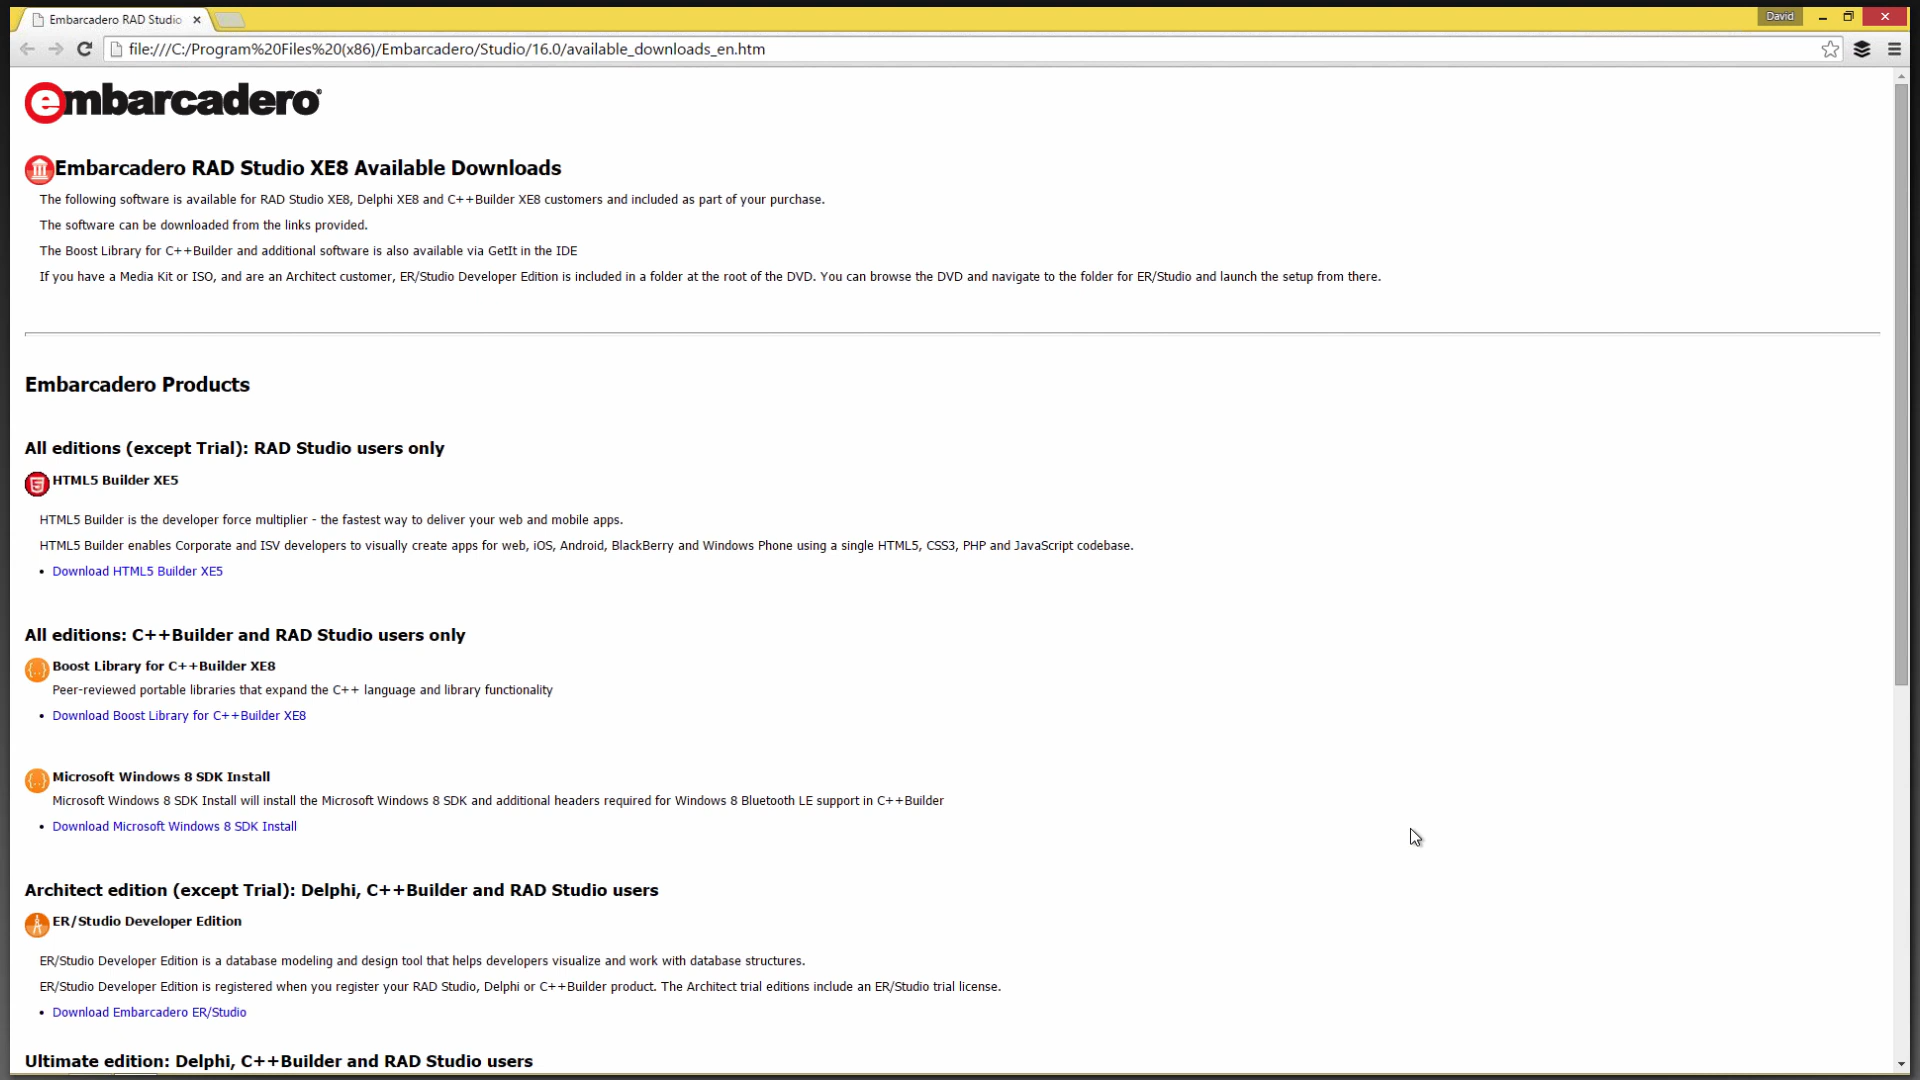 Embarcadero RAD Studio
David
file:///C:/Program%20Files%20(x86)/Embarcadero/Studio/16.0/available_downloads_en.htm
embarcadero
Embarcadero RAD Studio XE8 Available Downloads
The following software is available for RAD Studio XE8, Delphi XE8 and C++Builder XE8 customers and included as part of your purchase.
The software can be downloaded from the links provided.
The Boost Library for C++Builder and additional software is also available via GetIt in the IDE
If you have a Media Kit or ISO, and are an Architect customer, ER/Studio Developer Edition is included in a folder at the root of the DVD. You can browse the DVD and navigate to the folder for ER/Studio and launch the setup from there.
Embarcadero Products
All editions (except Trial): RAD Studio users only
HTML5 Builder XE5
HTML5 Builder is the developer force multiplier - the fastest way to deliver your web and mobile apps.
HTML5 Builder enables Corporate and ISV developers to visually create apps for web, iOS, Android, BlackBerry and Windows Phone using a single HTML5, CSS3, PHP and JavaScript codebase.
• Download HTML5 Builder XE5
All editions: C++Builder and RAD Studio users only
Boost Library for C++Builder XE8
Peer-reviewed portable libraries that expand the C++ language and library functionality
• Download Boost Library for C++Builder XE8
Microsoft Windows 8 SDK Install
Microsoft Windows 8 SDK Install will install the Microsoft Windows 8 SDK and additional headers required for Windows 8 Bluetooth LE support in C++Builder
• Download Microsoft Windows 8 SDK Install
Architect edition (except Trial): Delphi, C++Builder and RAD Studio users
ER/Studio Developer Edition
ER/Studio Developer Edition is a database modeling and design tool that helps developers visualize and work with database structures.
ER/Studio Developer Edition is registered when you register your RAD Studio, Delphi or C++Builder product. The Architect trial editions include an ER/Studio trial license.
• Download Embarcadero ER/Studio
Ultimate edition: Delphi, C++Builder and RAD Studio users